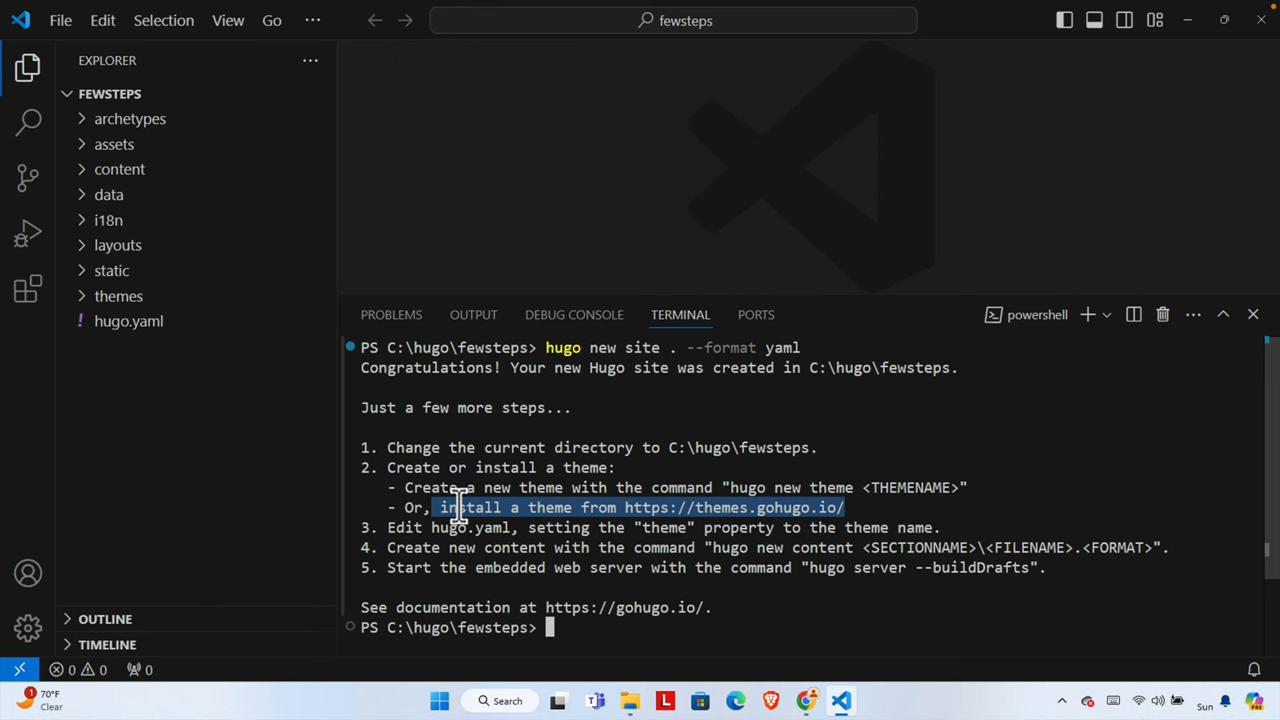 File Edit Selection View Go ··· fewsteps
EXPLORER ···
FEWSTEPS
archetypes
assets
content
data
i18n
layouts
static
themes
! hugo.yaml
OUTLINE
TIMELINE
PROBLEMS OUTPUT DEBUG CONSOLE TERMINAL PORTS powershell
PS C:\hugo\fewsteps> hugo new site . --format yaml
Congratulations! Your new Hugo site was created in C:\hugo\fewsteps.
Just a few more steps...
1. Change the current directory to C:\hugo\fewsteps.
2. Create or install a theme:
- Create a new theme with the command "hugo new theme <THEMENAME>"
- Or, install a theme from https://themes.gohugo.io/
3. Edit hugo.yaml, setting the "theme" property to the theme name.
4. Create new content with the command "hugo new content <SECTIONNAME>\<FILENAME>.<FORMAT>".
5. Start the embedded web server with the command "hugo server --buildDrafts".
See documentation at https://gohugo.io/.
PS C:\hugo\fewsteps>
0 0 0
1 70°F
Clear
Search
L
Sun
PRE